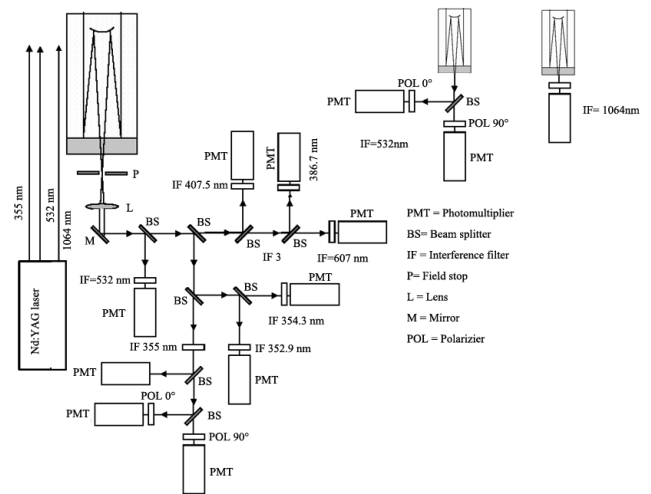 355 nm
532 nm
1064 nm
Nd:YAG laser
P
L
M
BS
BS
PMT
IF 407.5 nm
BS
PMT
386.7 nm
BS
IF 3
PMT
IF=607 nm
IF=532 nm
PMT
BS
BS
PMT
IF 354.3 nm
IF 355 nm
IF 352.9 nm
PMT
PMT
BS
POL 0°
PMT
BS
POL 90°
PMT
POL 0°
PMT
BS
POL 90°
IF=532nm
PMT
IF= 1064nm
PMT = Photomultiplier
BS= Beam splitter
IF = Interference filter
P= Field stop
L = Lens
M = Mirror
POL = Polarizier